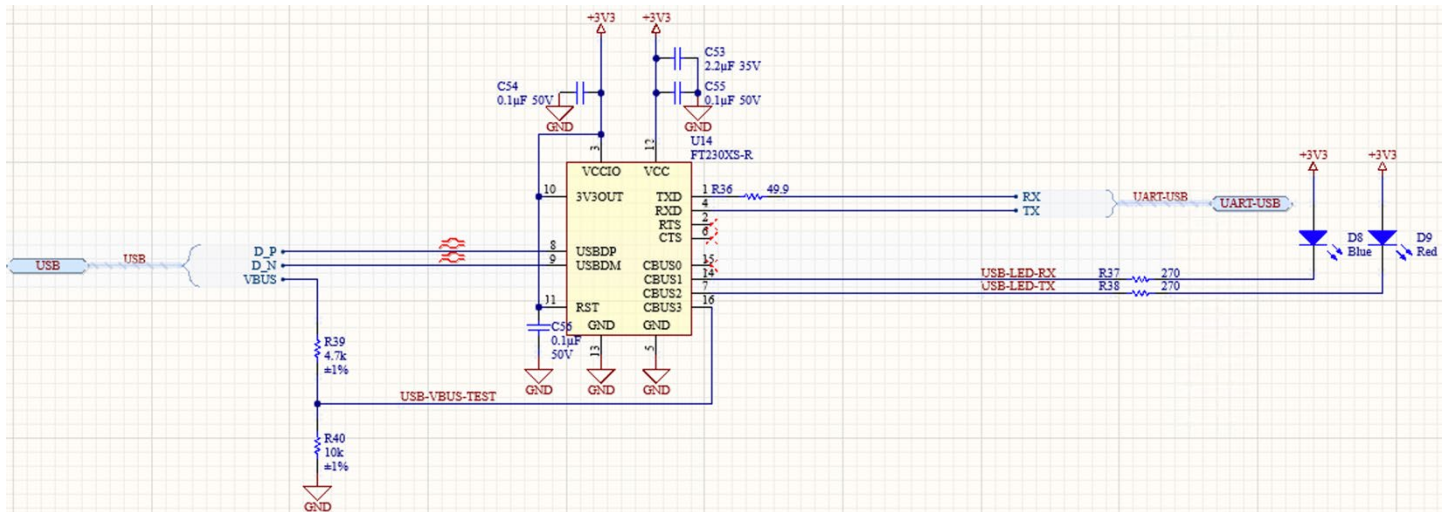 +3V3
+3V3
C53
2.2µF 35V
C54
0.1µF 50V
C55
0.1µF 50V
GND
GND
U14
FT230XS-R
3
12
VCCIO
VCC
+3V3
+3V3
10
3V3OUT
TXD
1
R36
49.9
RX
UART-USB
UART-USB
RXD
4
TX
RTS
2
CTS
6
D8
Blue
D9
Red
USB
USB
D_P
8
USBDP
D_N
9
USBDM
CBUS0
15
VBUS
CBUS1
14
USB-LED-RX
R37
270
CBUS2
7
USB-LED-TX
R38
270
11
RST
CBUS3
16
GND
GND
C56
0.1µF
50V
13
5
R39
4.7k
±1%
GND
GND
GND
USB-VBUS-TEST
R40
10k
±1%
GND